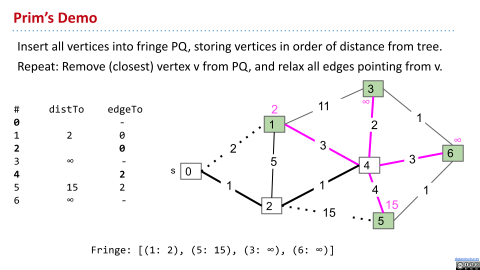 Prim's Demo
Insert all vertices into fringe PQ, storing vertices in order of distance from tree.
Repeat: Remove (closest) vertex v from PQ, and relax all edges pointing from v.
# distTo edgeTo
0 -
1 2 0
2 0
3 ∞ -
4 2
5 15 2
6 ∞ -
3
∞
11
2
1
1
2
3
2
∞
6
3
5
4
s 0
1
1
4
2
15
15
5
1
Fringe: [(1: 2), (5: 15), (3: ∞), (6: ∞)]